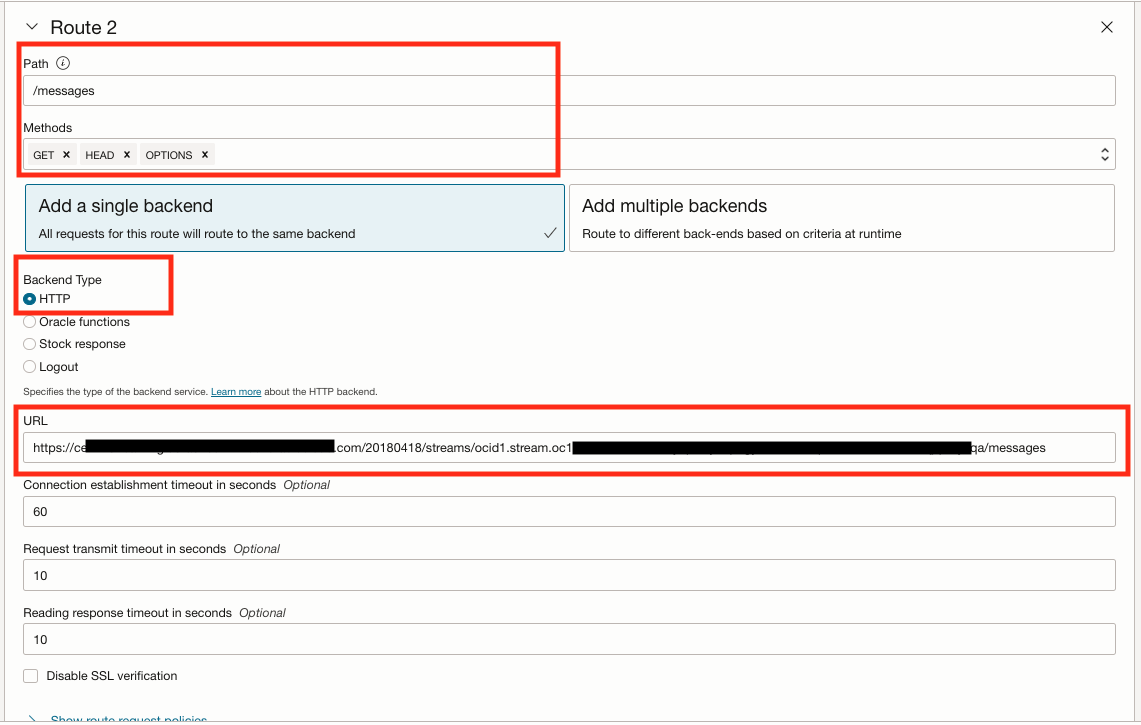 Route 2
Path
/messages
Methods
GET × HEAD × OPTIONS ×
Add a single backend
All requests for this route will route to the same backend
Add multiple backends
Route to different back-ends based on criteria at runtime
Backend Type
HTTP
Oracle functions
Stock response
Logout
Specifies the type of the backend service. Learn more about the HTTP backend.
URL
https://ce .com/20180418/streams/ocid1.stream.oc1 qa/messages
Connection establishment timeout in seconds Optional
60
Request transmit timeout in seconds Optional
10
Reading response timeout in seconds Optional
10
Disable SSL verification
Show route request policies